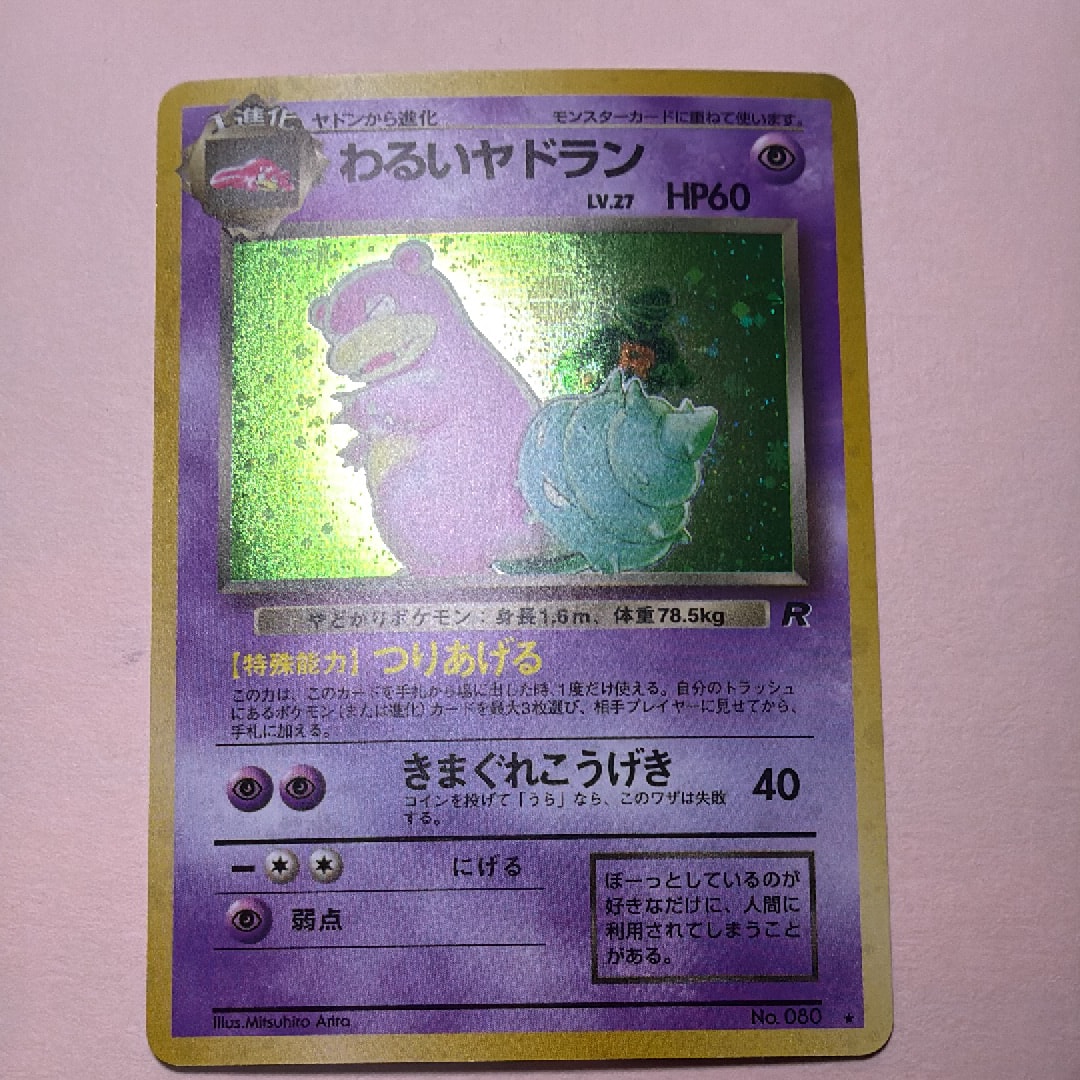 1進化 ヤドンから進化 モンスターカードに重ねて使います。
わるいヤドラン
LV.27 HP60
やどかりポケモン：身長1.6m、体重78.5kg R
【特殊能力】つりあげる
この力は、このカードを手札から場に出した時、1度だけ使える。自分のトラッシュ
にあるポケモン（または進化）カードを最大3枚選び、相手プレイヤーに見せてから、
手札に加える。
きまぐれこうげき 40
コインを投げて「うら」なら、このワザは失敗
する。
ー にげる
弱点
ぼーっとしているのが
好きなだけに、人間に
利用されてしまうこと
がある。
Illus.Mitsuhiro Arita No. 080 ★